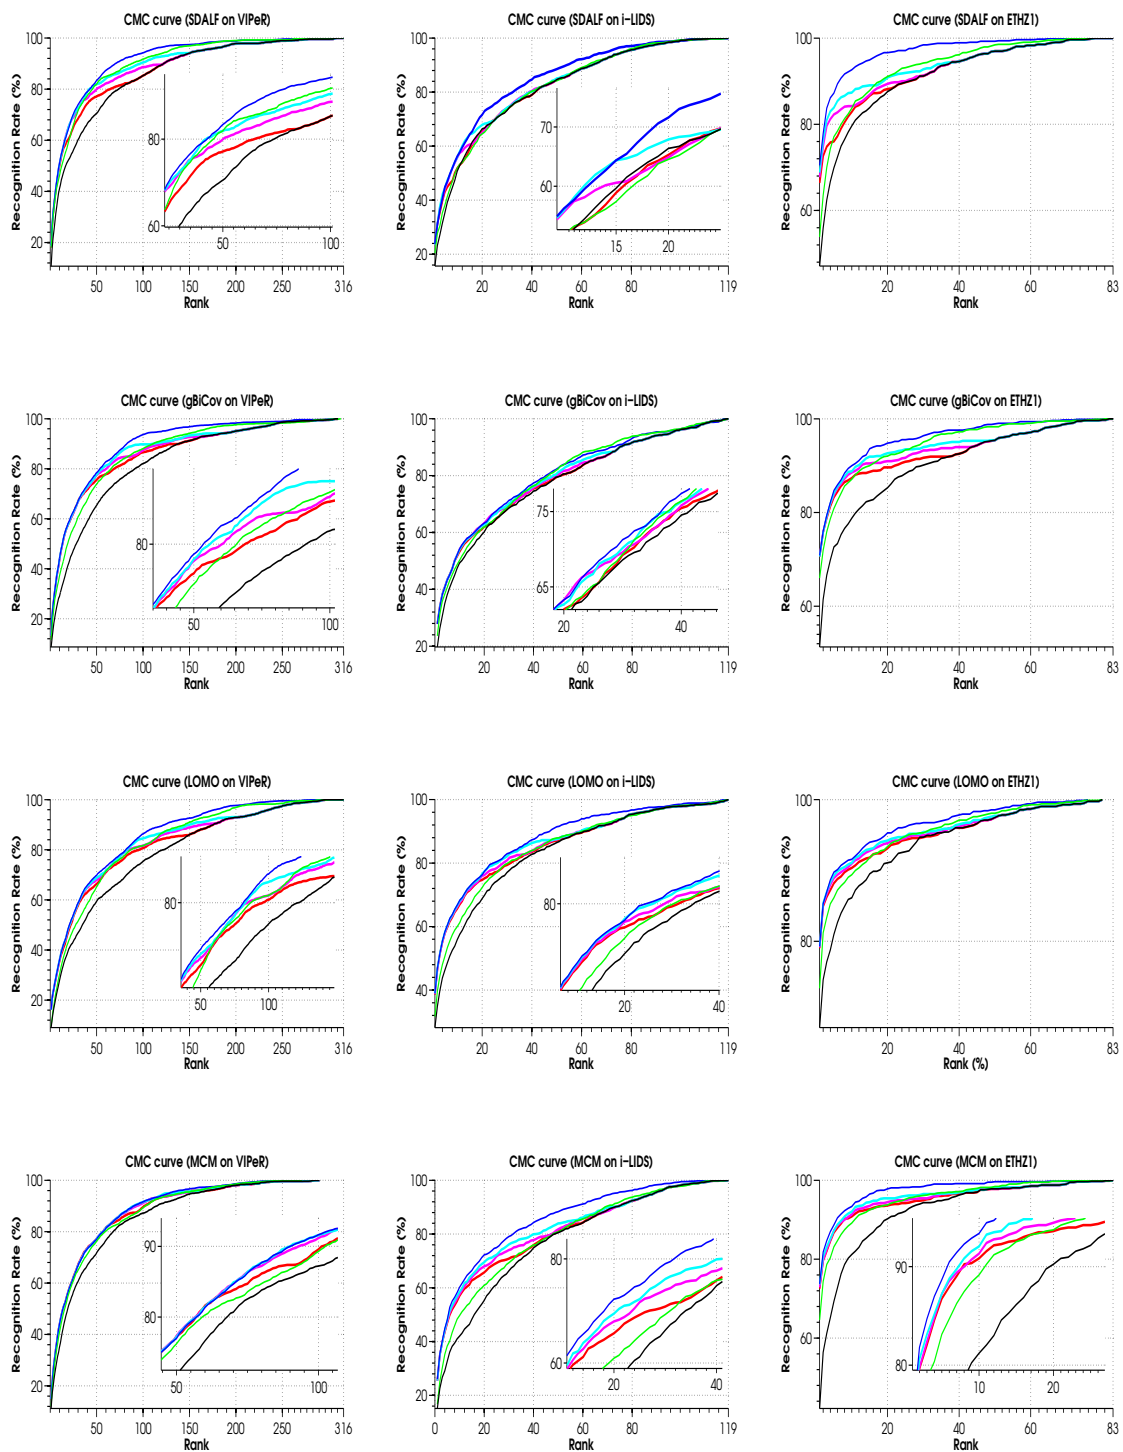 CMC curve (SDALF on VIPeR)
Recognition Rate (%)
100
80
60
40
20
80
60
50
100
50 100 150 200 250 316
Rank
CMC curve (SDALF on i-LIDS)
Recognition Rate (%)
100
80
60
40
20
70
60
15 20
0 20 40 60 80 119
Rank
CMC curve (SDALF on ETHZ1)
Recognition Rate (%)
100
80
60
20 40 60 83
Rank
CMC curve (gBiCov on VIPeR)
Recognition Rate (%)
100
80
60
40
20
80
50 100
50 100 150 200 250 316
Rank
CMC curve (gBiCov on i-LIDS)
Recognition Rate (%)
100
80
60
40
20
75
65
20 40
20 40 60 80 119
Rank
CMC curve (gBiCov on ETHZ1)
Recognition Rate (%)
100
80
60
20 40 60 83
Rank
CMC curve (LOMO on VIPeR)
Recognition Rate (%)
100
80
60
40
20
80
50 100
50 100 150 200 250 316
Rank
CMC curve (LOMO on i-LIDS)
Recognition Rate (%)
100
80
60
40
80
20 40
20 40 60 80 119
Rank
CMC curve (LOMO on ETHZ1)
Recognition Rate (%)
100
80
20 40 60 83
Rank (%)
CMC curve (MCM on VIPeR)
Recognition Rate (%)
100
80
60
40
20
90
80
50 100
50 100 150 200 250 316
Rank
CMC curve (MCM on i-LIDS)
Recognition Rate (%)
100
80
60
40
20
80
60
20 40
0 20 40 60 80 119
Rank
CMC curve (MCM on ETHZ1)
Recognition Rate (%)
100
80
60
90
80
10 20
20 40 60 83
Rank